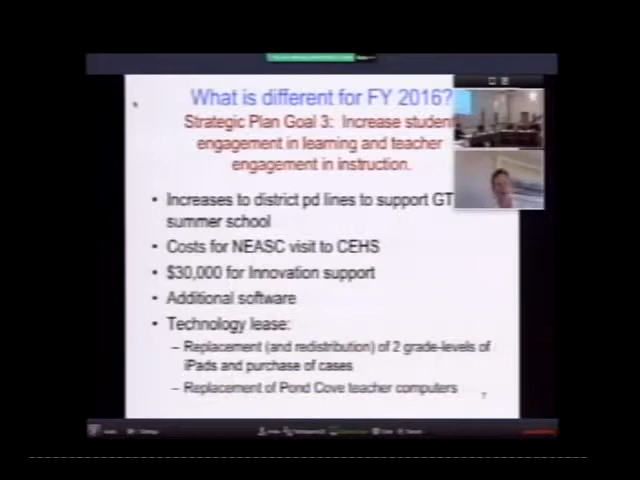 What is different for FY 2016?
Strategic Plan Goal 3: Increase student
engagement in learning and teacher
engagement in instruction.
• Increases to district pd lines to support GT
summer school
• Costs for NEASC visit to CEHS
• $30,000 for Innovation support
• Additional software
• Technology lease:
– Replacement (and redistribution) of 2 grade-levels of
iPads and purchase of cases
– Replacement of Pond Cove teacher computers
7